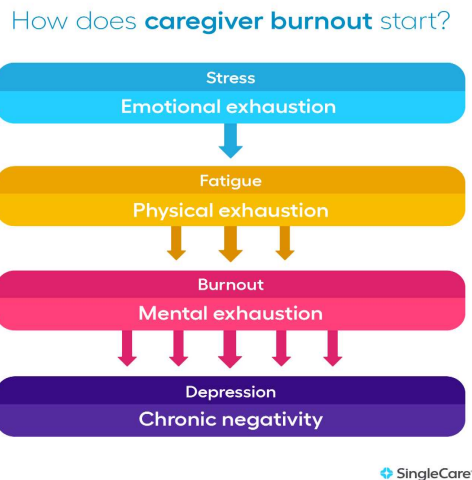 How does caregiver burnout start?
Stress
Emotional exhaustion
Fatigue
Physical exhaustion
Burnout
Mental exhaustion
Depression
Chronic negativity
SingleCare